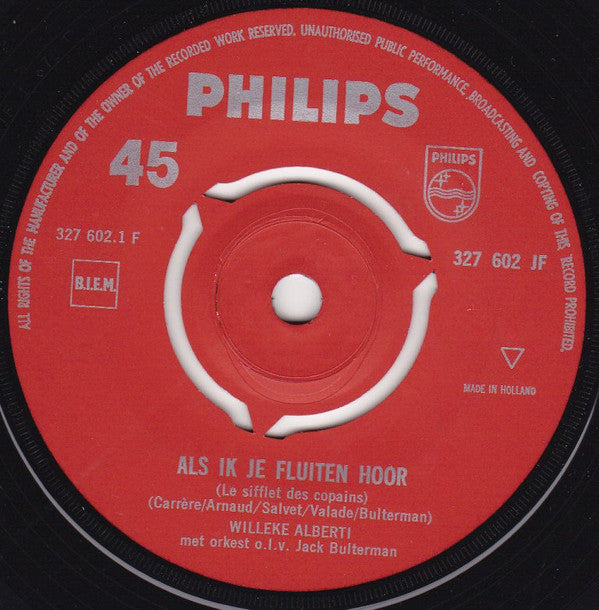 ALL RIGHTS OF THE MANUFACTURER AND OF THE OWNER OF THE RECORDED WORK RESERVED. UNAUTHORISED PUBLIC PERFORMANCE, BROADCASTING AND COPYING OF THIS RECORD PROHIBITED.
PHILIPS
45
PHILIPS
327 602.1 F
327 602 JF
B.I.E.M.
MADE IN HOLLAND
ALS IK JE FLUITEN HOOR
(Le sifflet des copains)
(Carrère/Arnaud/Salvet/Valade/Bulterman)
WILLEKE ALBERTI
met orkest o.l.v. Jack Bulterman